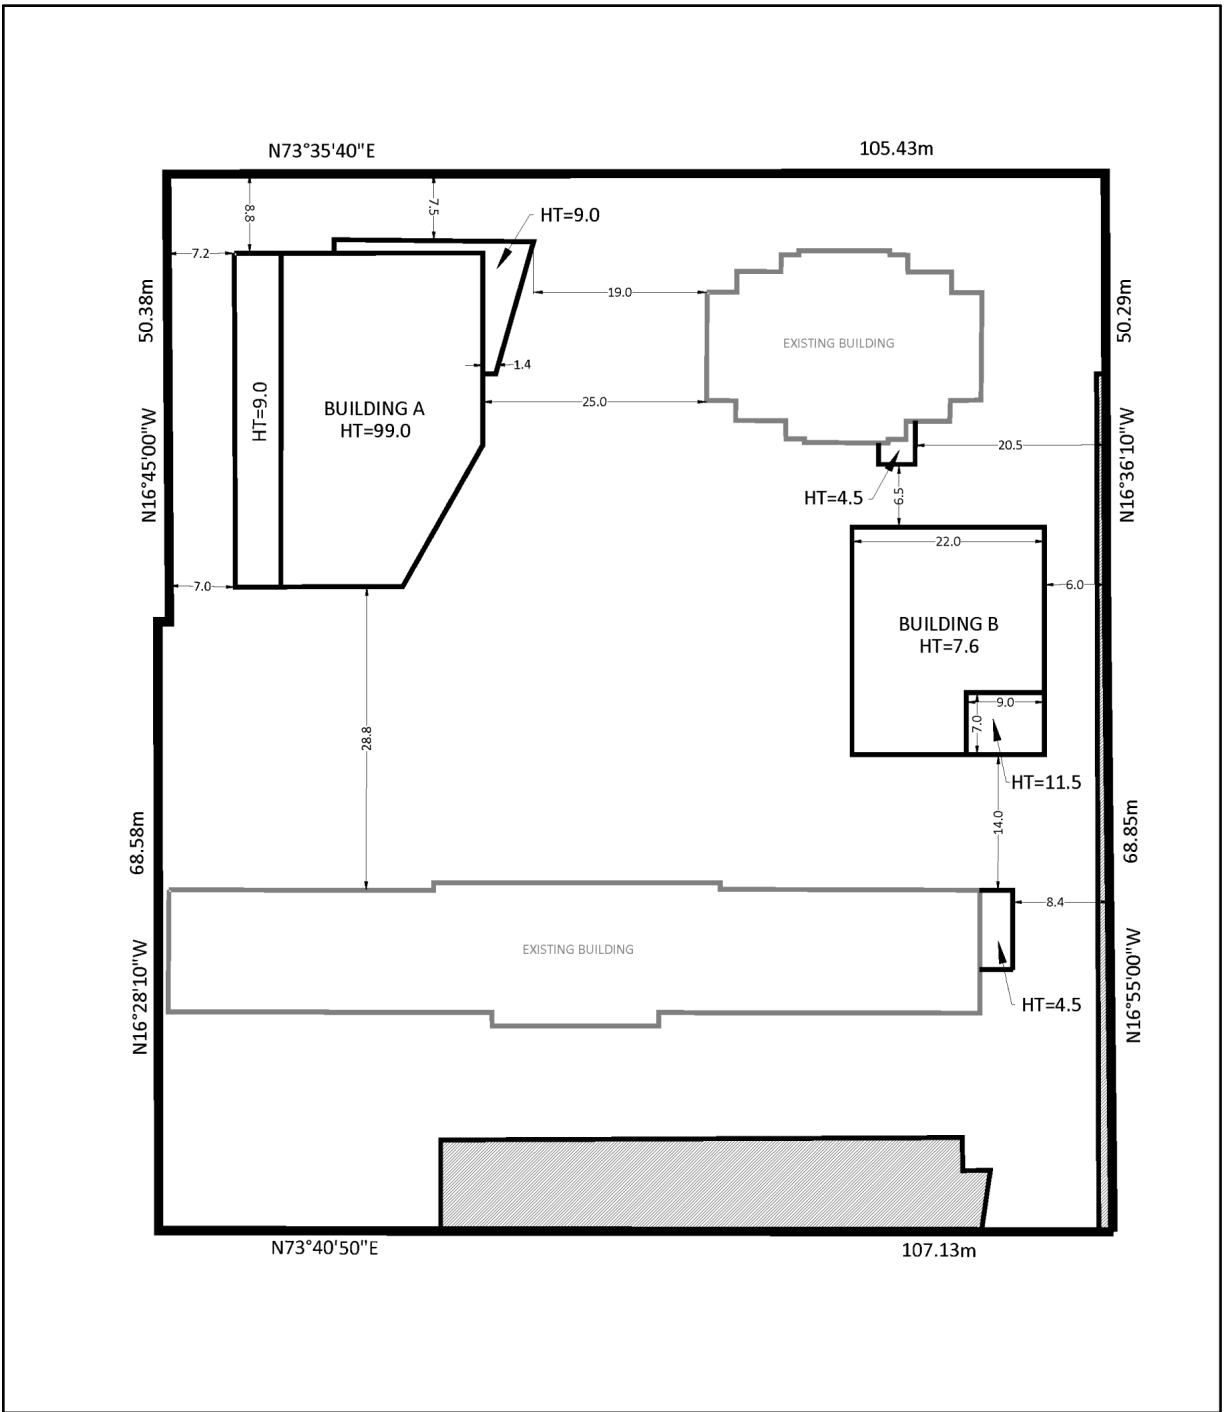 N73°35'40"E
105.43m
8.8
7.5
HT=9.0
7.2
19.0
50.38m
50.29m
EXISTING BUILDING
1.4
HT=9.0
BUILDING A
HT=99.0
25.0
N16°45'00"W
20.5
N16°36'10"W
HT=4.5
6.5
22.0
7.0
6.0
BUILDING B
HT=7.6
9.0
7.0
28.8
HT=11.5
14.0
68.58m
68.85m
8.4
EXISTING BUILDING
N16°28'10"W
N16°55'00"W
HT=4.5
N73°40'50"E
107.13m